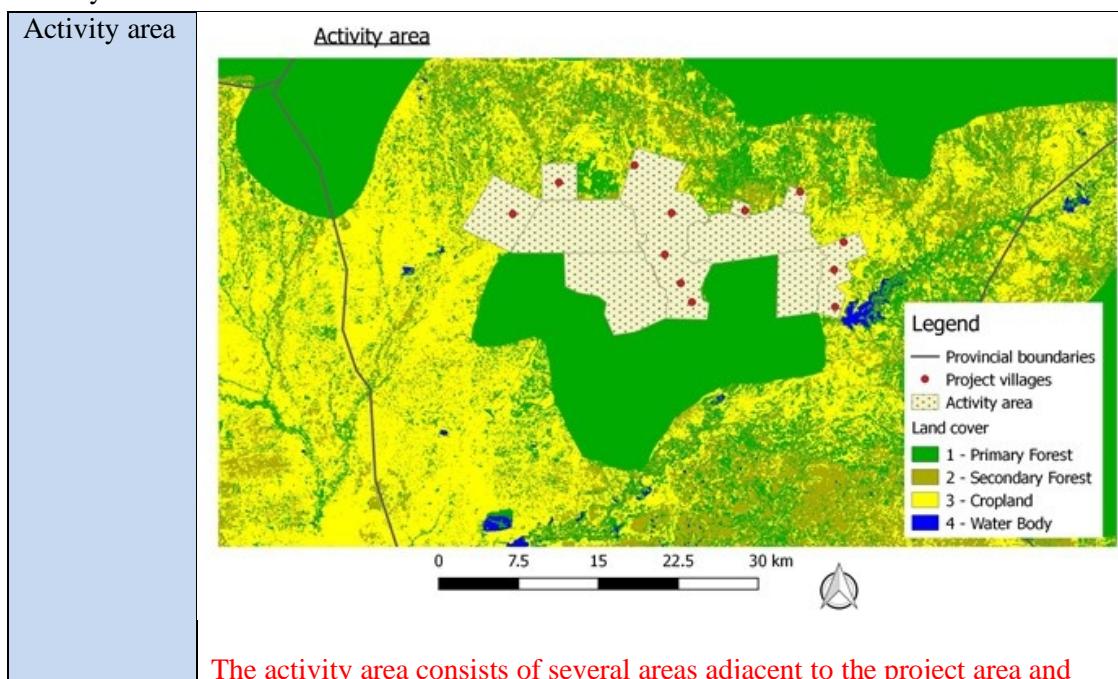 Activity area
Activity area
Legend
Provincial boundaries
Project villages
Activity area
Land cover
1 - Primary Forest
2 - Secondary Forest
3 - Cropland
4 - Water Body
0 7.5 15 22.5 30 km
The activity area consists of several areas adjacent to the project area and